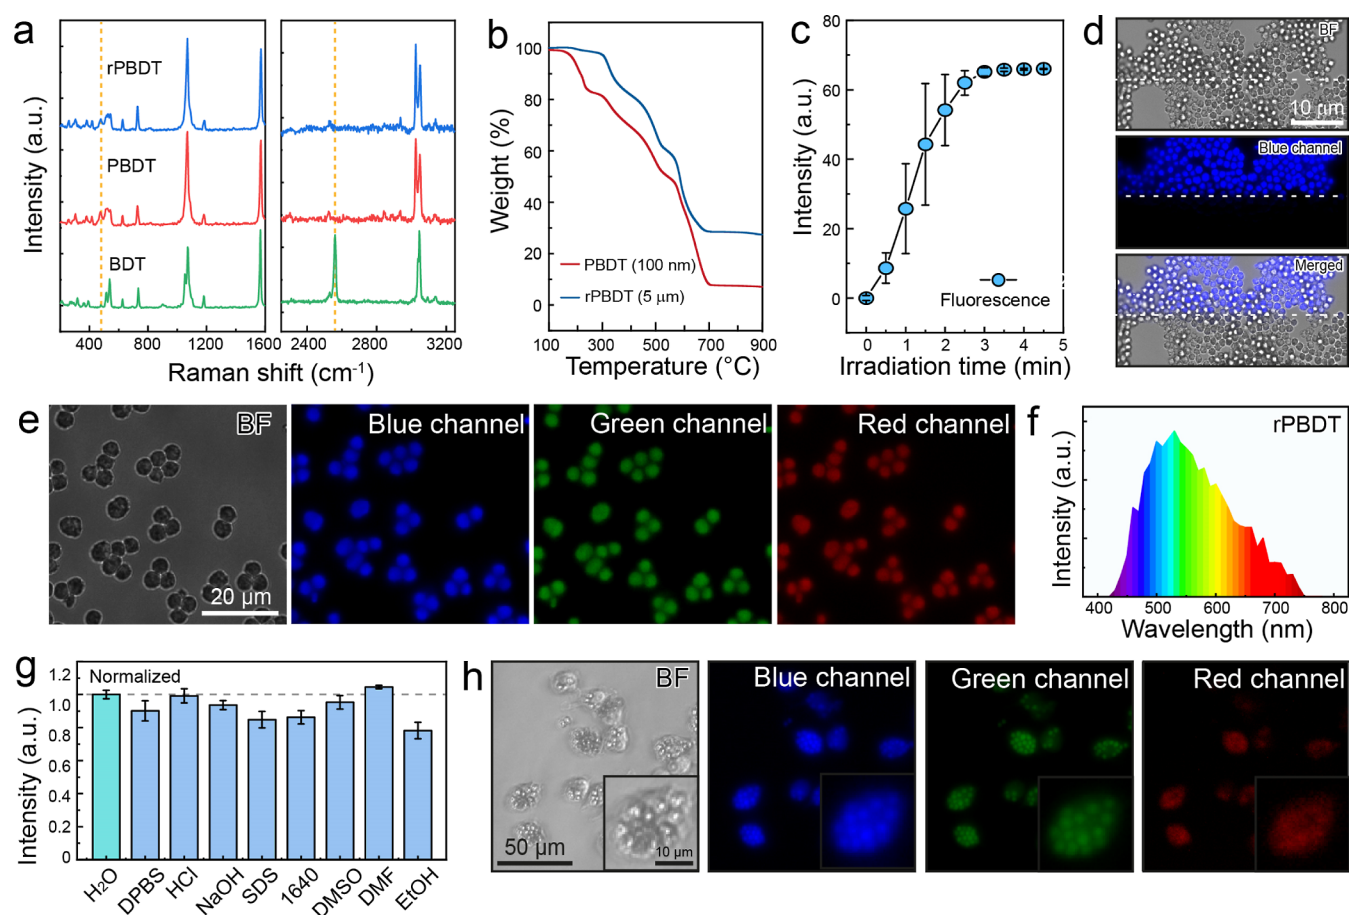 a
Intensity (a.u.)
rPBDT
PBDT
BDT
400 800 1200 1600 2400 2800 3200
Raman shift (cm-1)
b
Weight (%)
100
80
60
40
20
0
PBDT (100 nm)
rPBDT (5 μm)
100 300 500 700 900
Temperature (°C)
c
Intensity (a.u.)
80
60
40
20
0
Fluorescence
0 1 2 3 4 5
Irradiation time (min)
d
BF
10 μm
Blue channel
Merged
e
BF
20 μm
Blue channel
Green channel
Red channel
f
Intensity (a.u.)
rPBDT
400 500 600 700 800
Wavelength (nm)
g
Intensity (a.u.)
Normalized
1.2
1.0
0.8
0.6
0.4
0.2
0
H2O DPBS HCl NaOH SDS 1640 DMSO DMF EtOH
h
BF
50 μm
10 μm
Blue channel
Green channel
Red channel